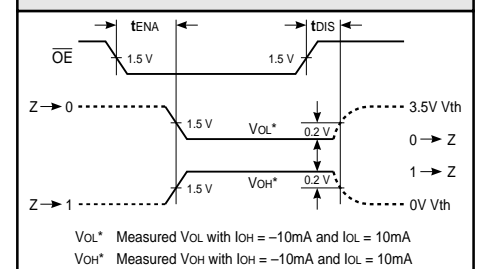 tENA tDIS
OE 1.5 V 1.5 V
Z → 0 1.5 V VOL* 0.2 V 3.5V Vth
0 → Z
Z → 1 1.5 V VOH* 0.2 V 1 → Z
0V Vth
VOL* Measured VOL with IOH = –10mA and IOL = 10mA
VOH* Measured VOH with IOH = –10mA and IOL = 10mA